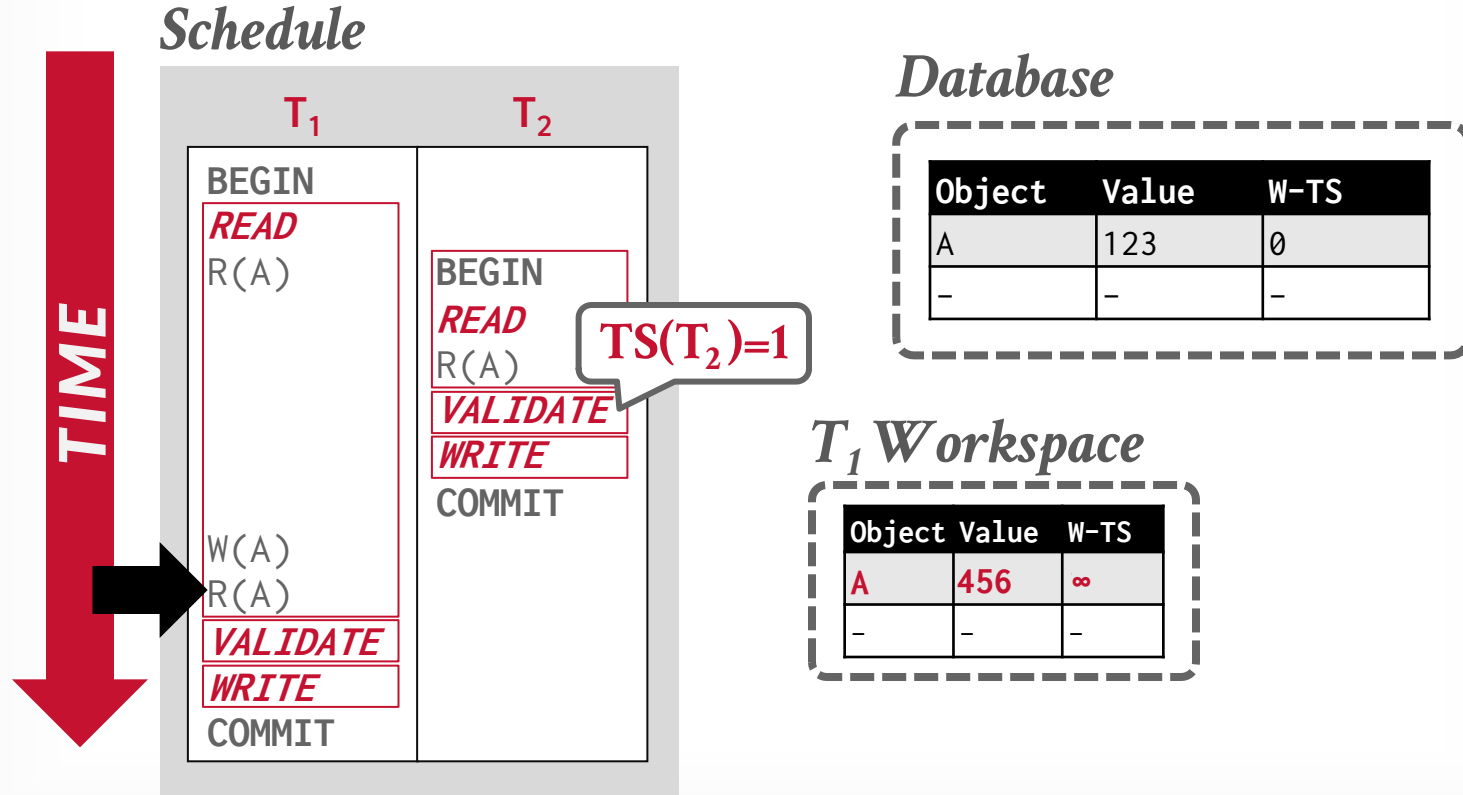 Schedule
TIME
T₁ T₂
BEGIN
READ
R(A)
W(A)
R(A)
VALIDATE
WRITE
COMMIT
BEGIN
READ
R(A)
VALIDATE
WRITE
COMMIT
TS(T₂)=1
Database
Object Value W-TS
A 123 0
- - -
T₁ Workspace
Object Value W-TS
A 456 ∞
- - -